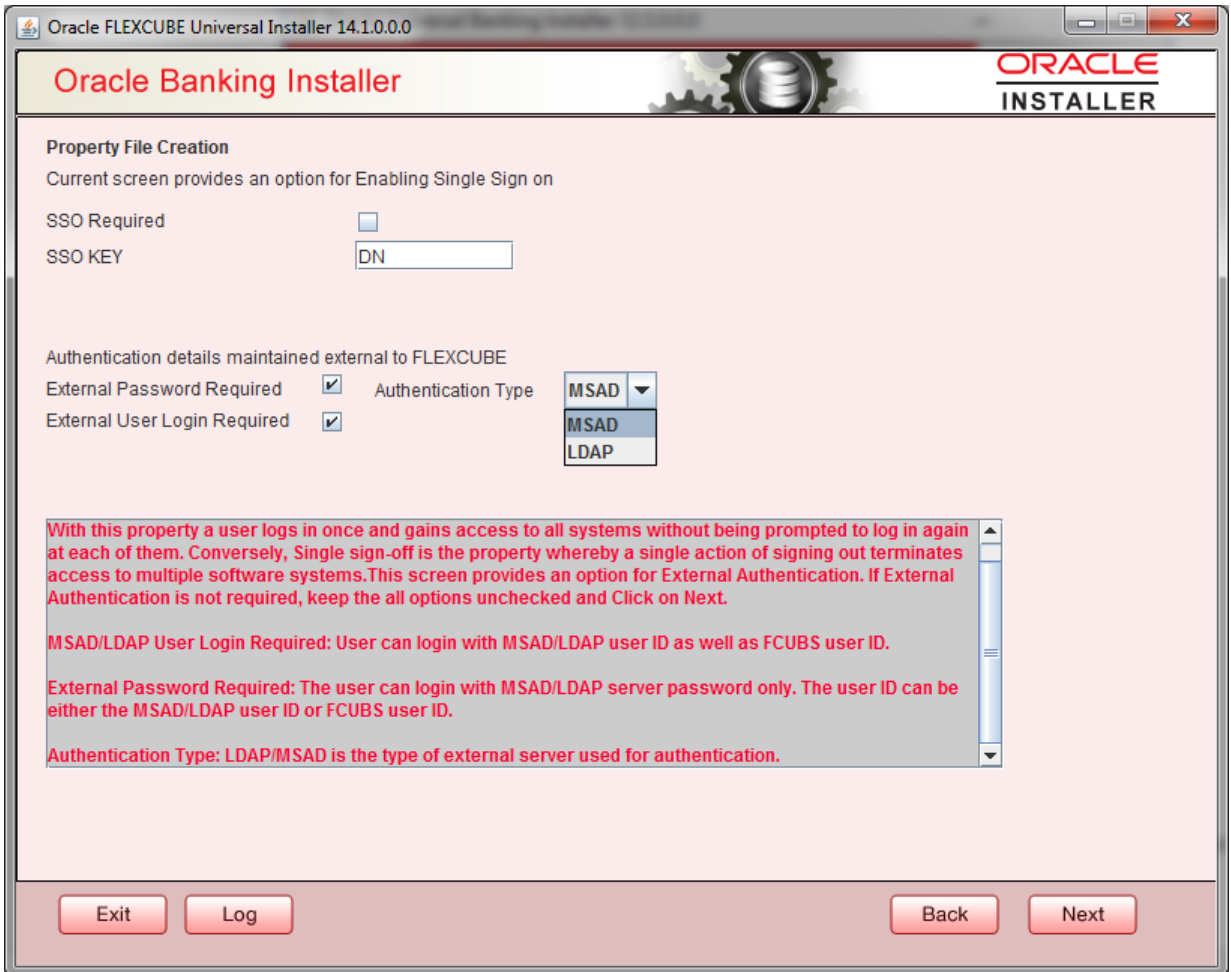 Oracle FLEXCUBE Universal Installer 14.1.0.0.0
Oracle Banking Installer
ORACLE
INSTALLER
Property File Creation
Current screen provides an option for Enabling Single Sign on
SSO Required
SSO KEY
DN
Authentication details maintained external to FLEXCUBE
External Password Required
Authentication Type
MSAD
External User Login Required
MSAD
LDAP
With this property a user logs in once and gains access to all systems without being prompted to log in again
at each of them. Conversely, Single sign-off is the property whereby a single action of signing out terminates
access to multiple software systems.This screen provides an option for External Authentication. If External
Authentication is not required, keep the all options unchecked and Click on Next.
MSAD/LDAP User Login Required: User can login with MSAD/LDAP user ID as well as FCUBS user ID.
External Password Required: The user can login with MSAD/LDAP server password only. The user ID can be
either the MSAD/LDAP user ID or FCUBS user ID.
Authentication Type: LDAP/MSAD is the type of external server used for authentication.
Exit
Log
Back
Next